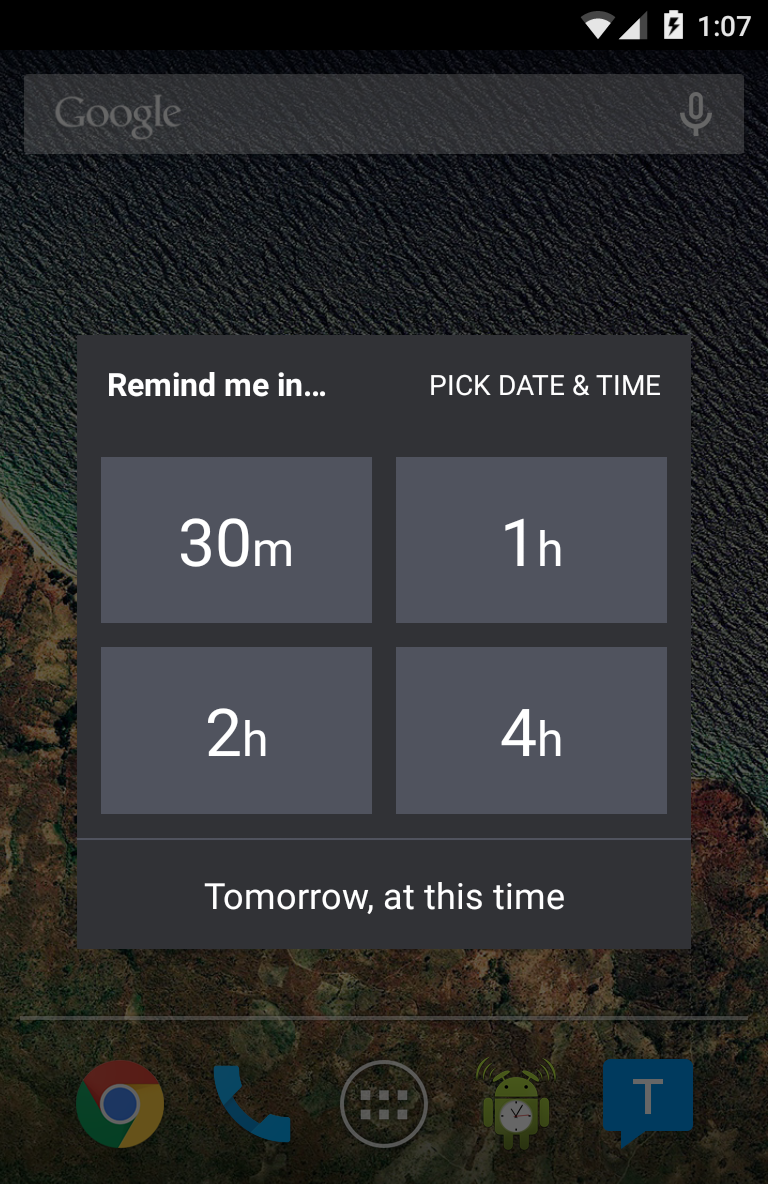 1:07
Google
Remind me in...
PICK DATE & TIME
30m
1h
2h
4h
Tomorrow, at this time
T